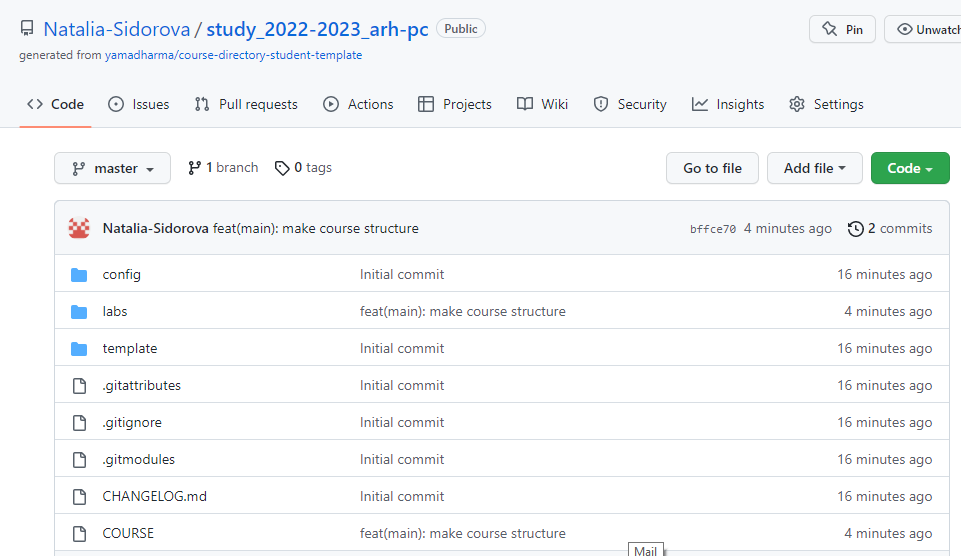 Natalia-Sidorova / study_2022-2023_arh-pc Public Pin Unwatch
generated from yamadharma/course-directory-student-template
Code Issues Pull requests Actions Projects Wiki Security Insights Settings
master 1 branch 0 tags Go to file Add file Code
Natalia-Sidorova feat(main): make course structure bffce70 4 minutes ago 2 commits
config Initial commit 16 minutes ago
labs feat(main): make course structure 4 minutes ago
template Initial commit 16 minutes ago
.gitattributes Initial commit 16 minutes ago
.gitignore Initial commit 16 minutes ago
.gitmodules Initial commit 16 minutes ago
CHANGELOG.md Initial commit 16 minutes ago
COURSE feat(main): make course structure 4 minutes ago
Mail